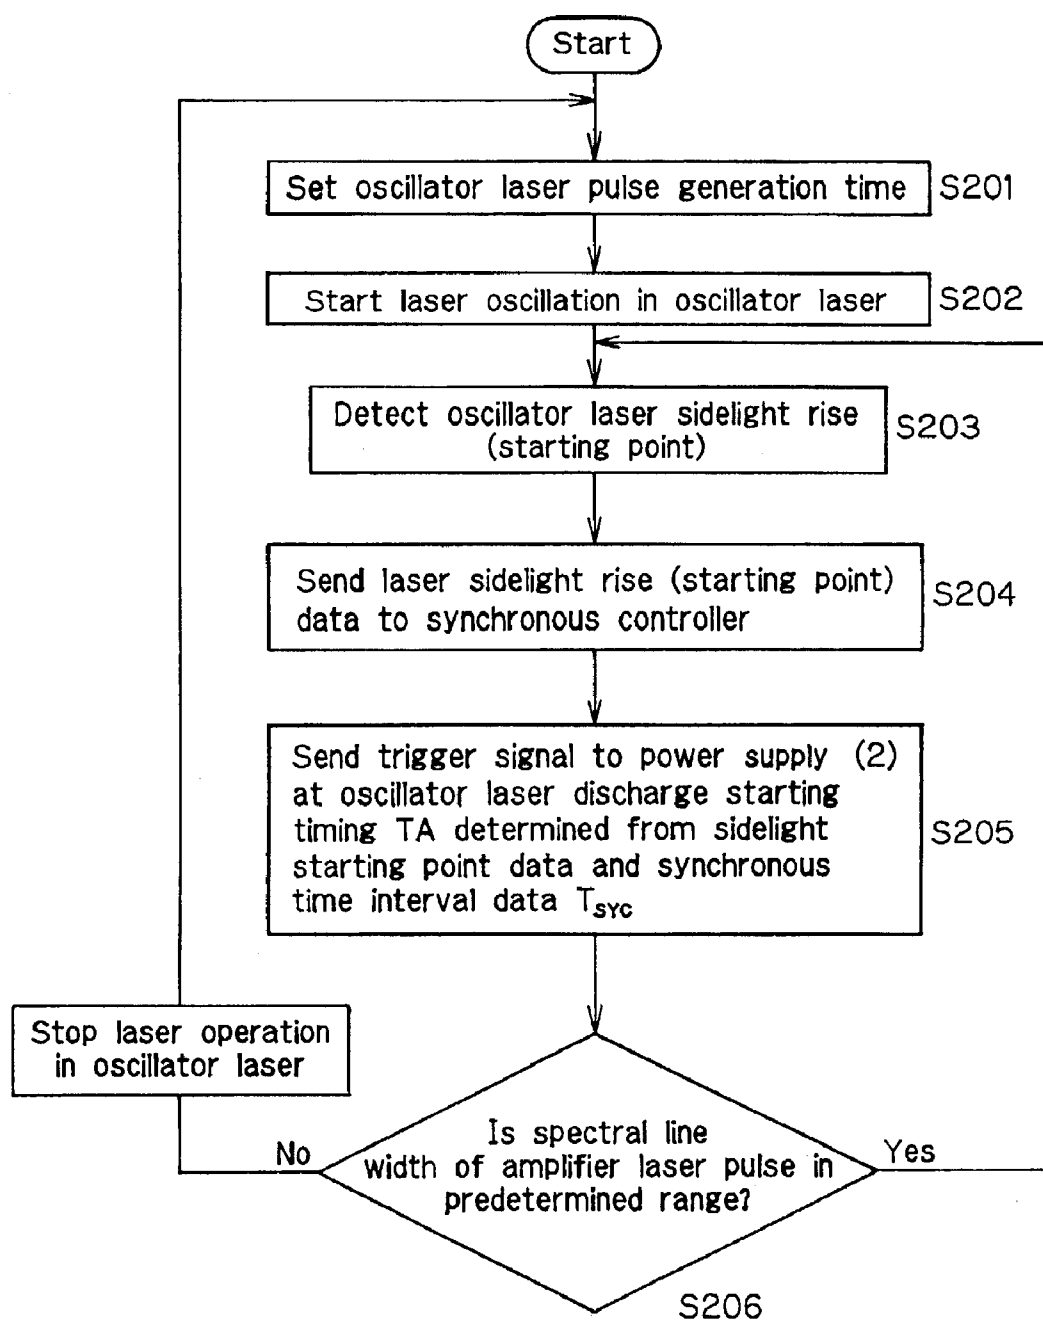 Start
Set oscillator laser pulse generation time
S201
Start laser oscillation in oscillator laser
S202
Detect oscillator laser sidelight rise
(starting point)
S203
Send laser sidelight rise (starting point)
data to synchronous controller
S204
Send trigger signal to power supply (2)
at oscillator laser discharge starting
timing TA determined from sidelight
starting point data and synchronous
time interval data TSYC
S205
Stop laser operation
in oscillator laser
No
Is spectral line
width of amplifier laser pulse in
predetermined range?
Yes
S206